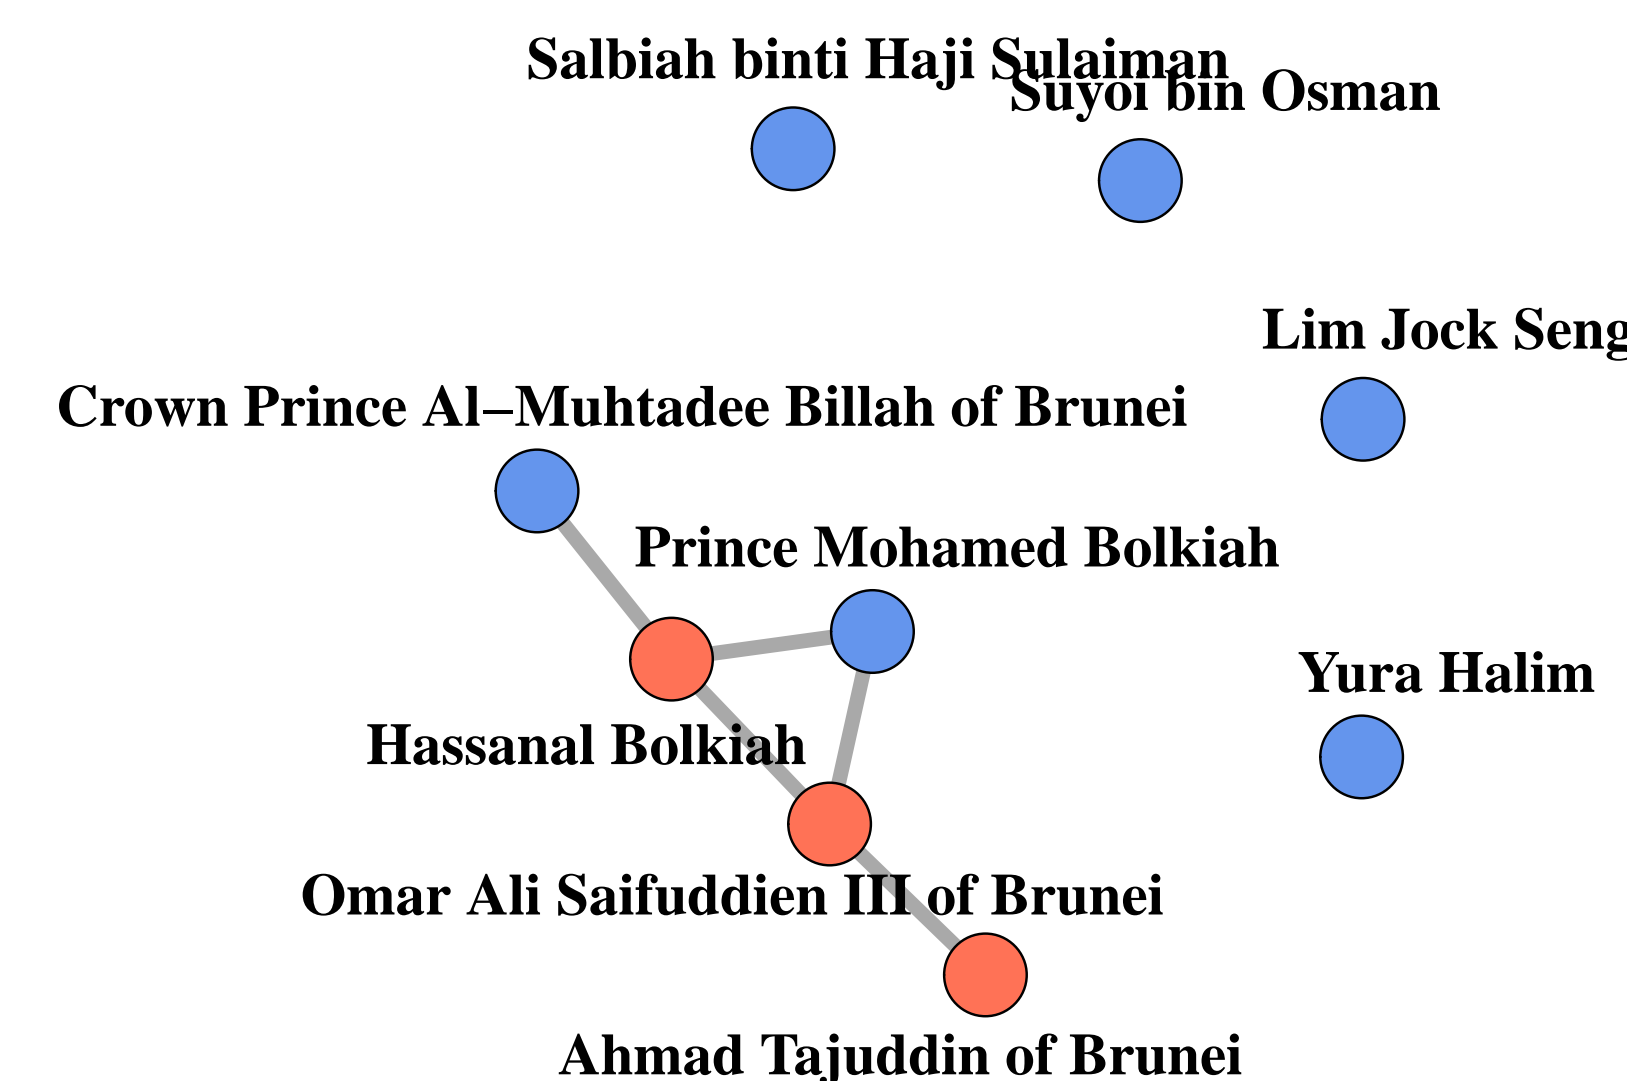 Salbiah binti Haji Sulaiman
Suyoi bin Osman
Lim Jock Seng
Crown Prince Al–Muhtadee Billah of Brunei
Prince Mohamed Bolkiah
Yura Halim
Hassanal Bolkiah
Omar Ali Saifuddien III of Brunei
Ahmad Tajuddin of Brunei